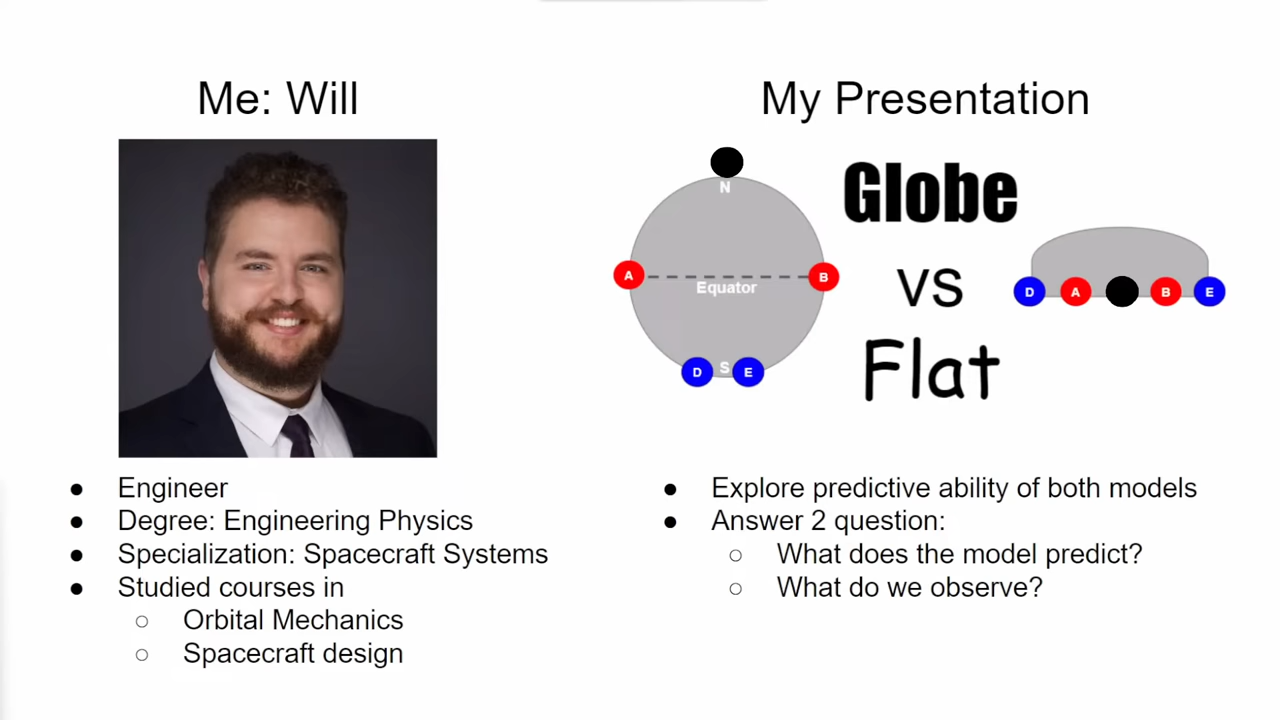 Me: Will
Engineer
Degree: Engineering Physics
Specialization: Spacecraft Systems
Studied courses in
Orbital Mechanics
Spacecraft design
My Presentation
N
A
B
Equator
D
S
E
Globe
vs
Flat
D
A
B
E
Explore predictive ability of both models
Answer 2 question:
What does the model predict?
What do we observe?